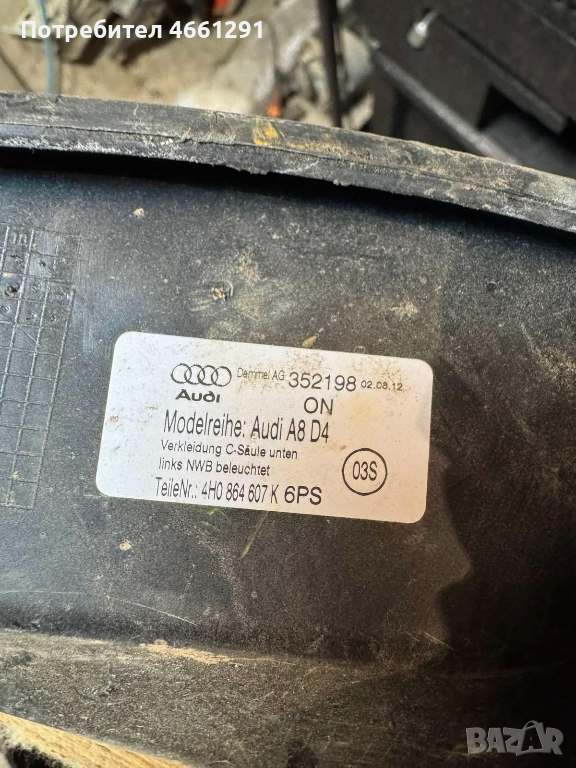 Потребител 4661291
Demmel AG 352198 02.08.12
Audi
ON
Modelreihe: Audi A8 D4
Verkleidung C-Säule unten
links NWB beleuchtet
03S
TeileNr.: 4H0 864 607 K 6PS
BAZAR